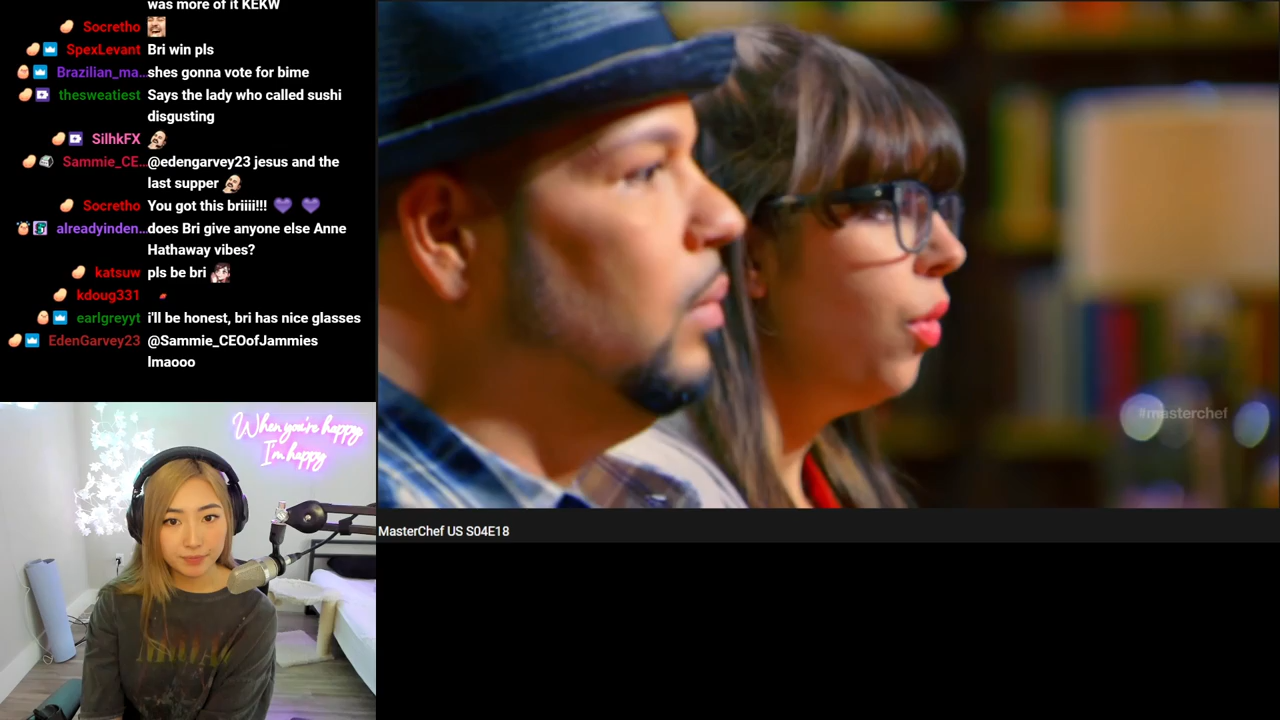 was more of it KEKW
Socretho
SpexLevant Bri win pls
Brazilian_ma... shes gonna vote for bime
thesweatiest Says the lady who called sushi
disgusting
SilhkFX
Sammie_CE... @edengarvey23 jesus and the
last supper
Socretho You got this briiii!!!
alreadyinden... does Bri give anyone else Anne
Hathaway vibes?
katsuw pls be bri
kdoug331
earlgreyyt i'll be honest, bri has nice glasses
EdenGarvey23 @Sammie_CEOofJammies
lmaooo
#masterchef
MasterChef US S04E18
When you're happy
I'm happy